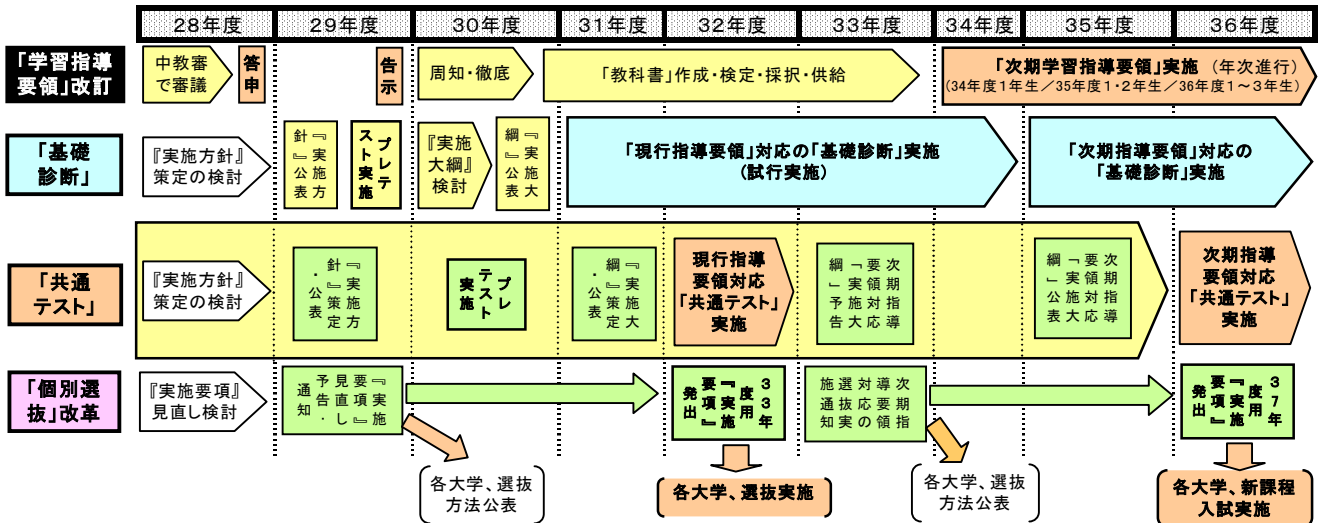 28年度
29年度
30年度
31年度
32年度
33年度
34年度
35年度
36年度
「学習指導
要領」改訂
中教審
で審議
答申
告示
周知・徹底
「教科書」作成・検定・採択・供給
「次期学習指導要領」実施 (年次進行)
(34年度1年生/35年度1・2年生/36年度1~3年生)
「基礎
診断」
『実施方針』
策定の検討
『実施方
針』公表
プレテ
スト実施
『実施
大綱』
検討
『実施大
綱』公表
「現行指導要領」対応の「基礎診断」実施
(試行実施)
「次期指導要領」対応の
「基礎診断」実施
「共通
テスト」
『実施方針』
策定の検討
『実施方
針』策定
・公表
プレ
テスト
実施
『実施大
綱』策定
・公表
現行指導
要領対応
「共通テスト」
実施
次期指導
要領対応
「実施大
綱」予告
次期指導
要領対応
「実施大
綱」公表
次期指導
要領対応
「共通テスト」
実施
「個別選
抜」改革
『実施要項』
見直し検討
『実施
要項』
見直し
予告・
通知
33年
度用
『実施
要項』
発出
次期指
導要領
対応の
選抜実
施通知
37年
度用
『実施
要項』
発出
各大学、選抜
方法公表
各大学、選抜実施
各大学、選抜
方法公表
各大学、新課程
入試実施